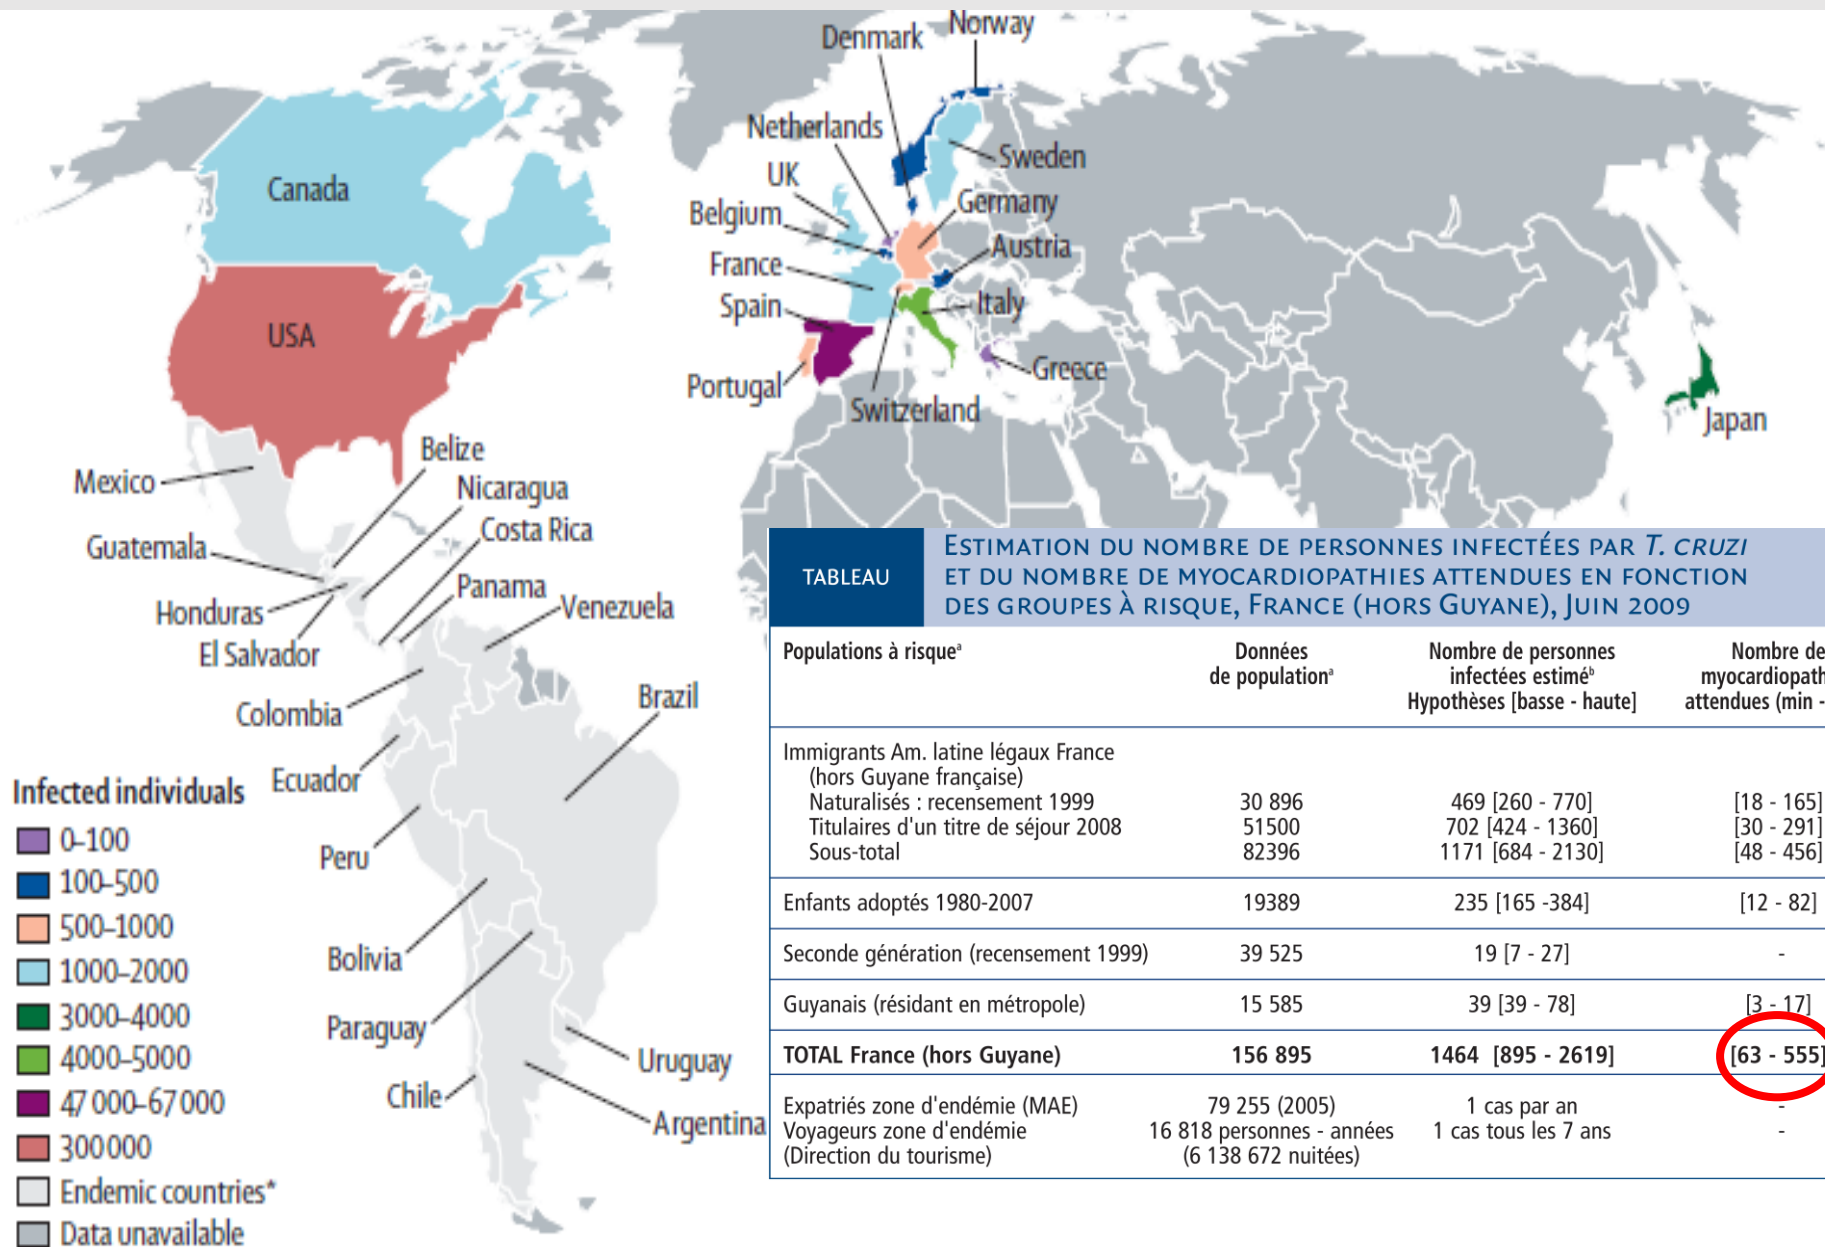 Norway
Denmark
Netherlands
Sweden
UK
Canada
Germany
Belgium
Austria
France
Spain
Italy
USA
Greece
Portugal
Switzerland
Japan
Belize
Mexico
Nicaragua
Costa Rica
Guatemala
Panama
Venezuela
Honduras
El Salvador
Brazil
Colombia
Ecuador
Peru
Bolivia
Paraguay
Uruguay
Chile
Argentina
Infected individuals
0–100
100–500
500–1000
1000–2000
3000–4000
4000–5000
47 000–67 000
300 000
Endemic countries*
Data unavailable
TABLEAU
ESTIMATION DU NOMBRE DE PERSONNES INFECTÉES PAR T. CRUZI
ET DU NOMBRE DE MYOCARDIOPATHIES ATTENDUES EN FONCTION
DES GROUPES À RISQUE, FRANCE (HORS GUYANE), JUIN 2009
Populations à risqueᵃ Données Nombre de personnes Nombre de
de populationᵃ infectées estiméᵇ myocardiopath
Hypothèses [basse - haute] attendues (min -
Immigrants Am. latine légaux France
(hors Guyane française)
Naturalisés : recensement 1999 30 896 469 [260 - 770] [18 - 165]
Titulaires d'un titre de séjour 2008 51500 702 [424 - 1360] [30 - 291]
Sous-total 82396 1171 [684 - 2130] [48 - 456]
Enfants adoptés 1980-2007 19389 235 [165 -384] [12 - 82]
Seconde génération (recensement 1999) 39 525 19 [7 - 27] -
Guyanais (résidant en métropole) 15 585 39 [39 - 78] [3 - 17]
TOTAL France (hors Guyane) 156 895 1464 [895 - 2619] [63 - 555]
Expatriés zone d'endémie (MAE) 79 255 (2005) 1 cas par an -
Voyageurs zone d'endémie 16 818 personnes - années 1 cas tous les 7 ans -
(Direction du tourisme) (6 138 672 nuitées)